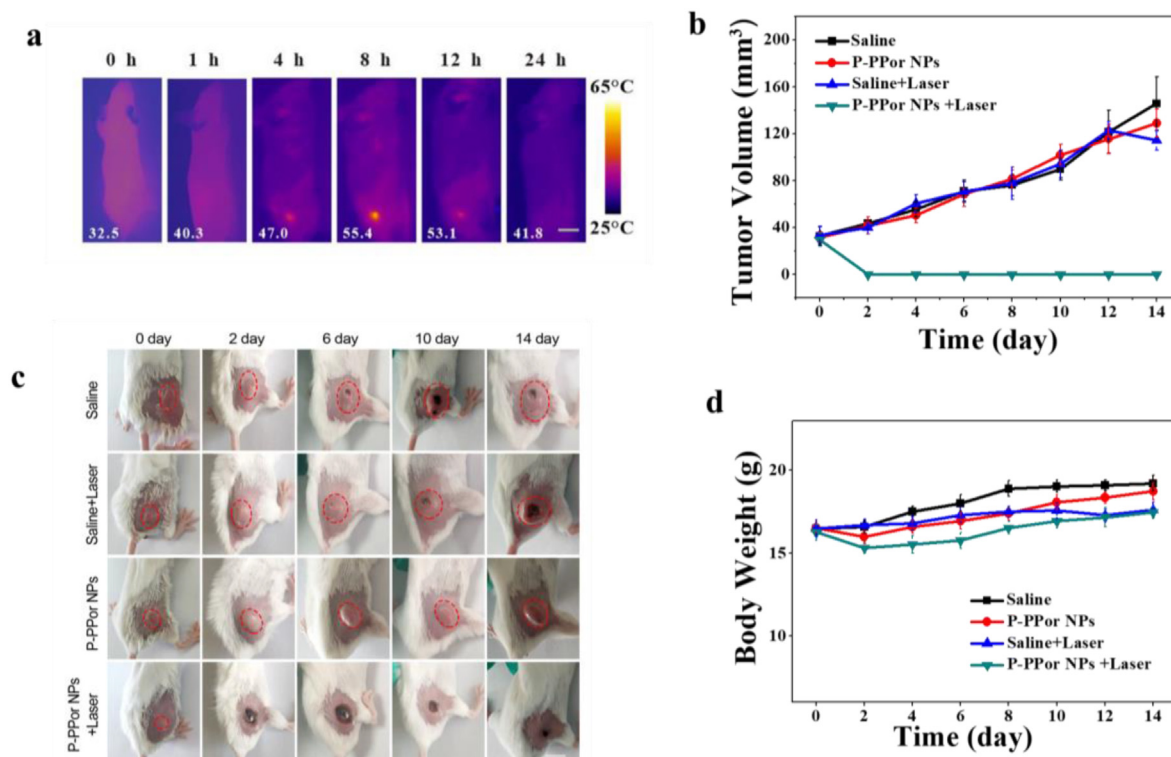 a
0 h 1 h 4 h 8 h 12 h 24 h
65°C
25°C
32.5 40.3 47.0 55.4 53.1 41.8
b
Tumor Volume (mm³)
200
160
120
80
40
0
Saline
P-PPor NPs
Saline+Laser
P-PPor NPs +Laser
0 2 4 6 8 10 12 14
Time (day)
c
0 day 2 day 6 day 10 day 14 day
Saline
Saline+Laser
P-PPor NPs
P-PPor NPs
+Laser
d
Body Weight (g)
20
15
10
Saline
P-PPor NPs
Saline+Laser
P-PPor NPs +Laser
0 2 4 6 8 10 12 14
Time (day)